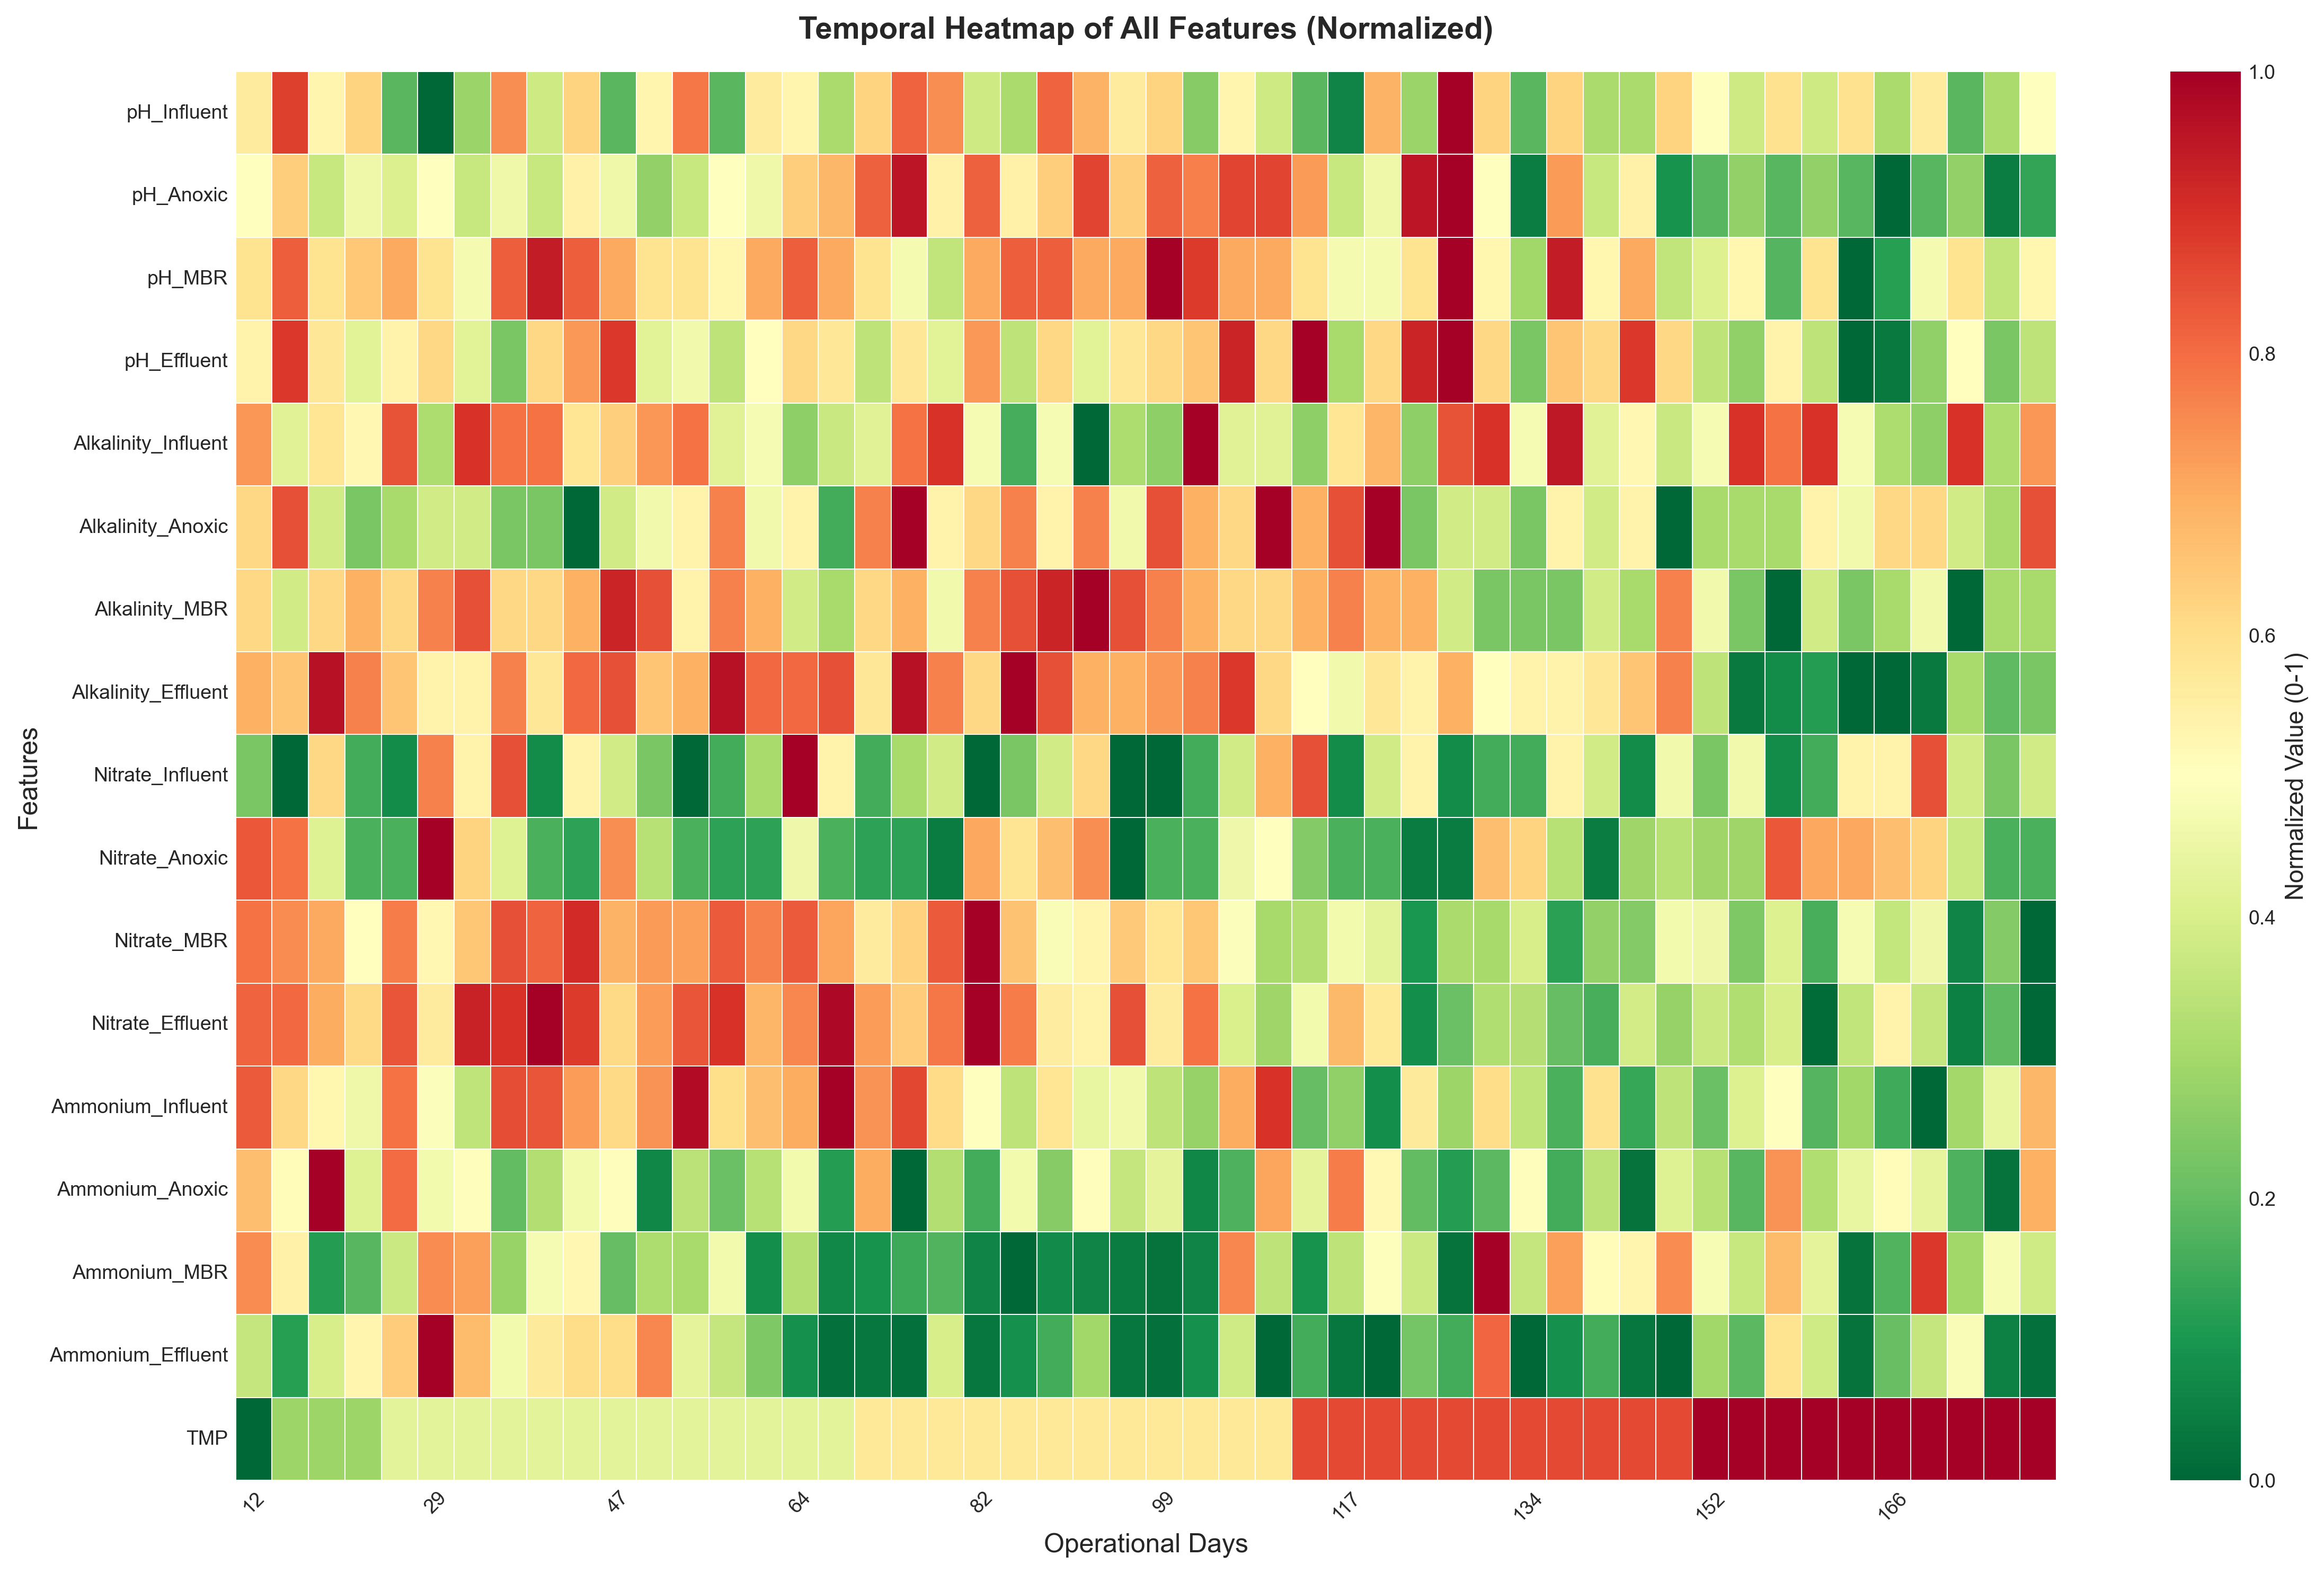 Temporal Heatmap of All Features (Normalized)
Features
pH_Influent
pH_Anoxic
pH_MBR
pH_Effluent
Alkalinity_Influent
Alkalinity_Anoxic
Alkalinity_MBR
Alkalinity_Effluent
Nitrate_Influent
Nitrate_Anoxic
Nitrate_MBR
Nitrate_Effluent
Ammonium_Influent
Ammonium_Anoxic
Ammonium_MBR
Ammonium_Effluent
TMP
12 29 47 64 82 99 117 134 152 166
Operational Days
1.0
0.8
0.6
0.4
0.2
0.0
Normalized Value (0-1)